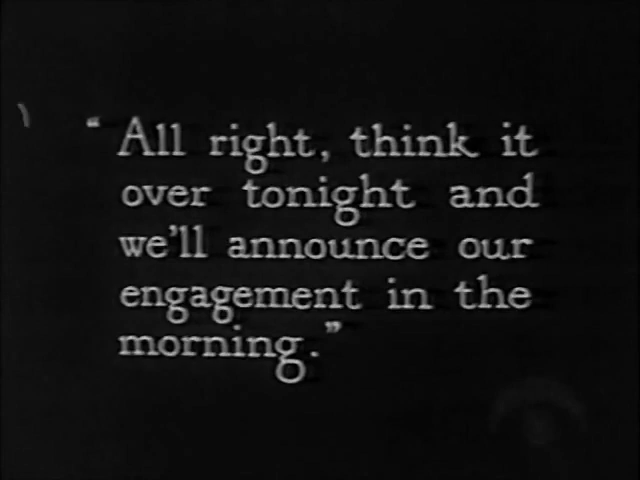 “All right, think it
over tonight and
we'll announce our
engagement in the
morning.”